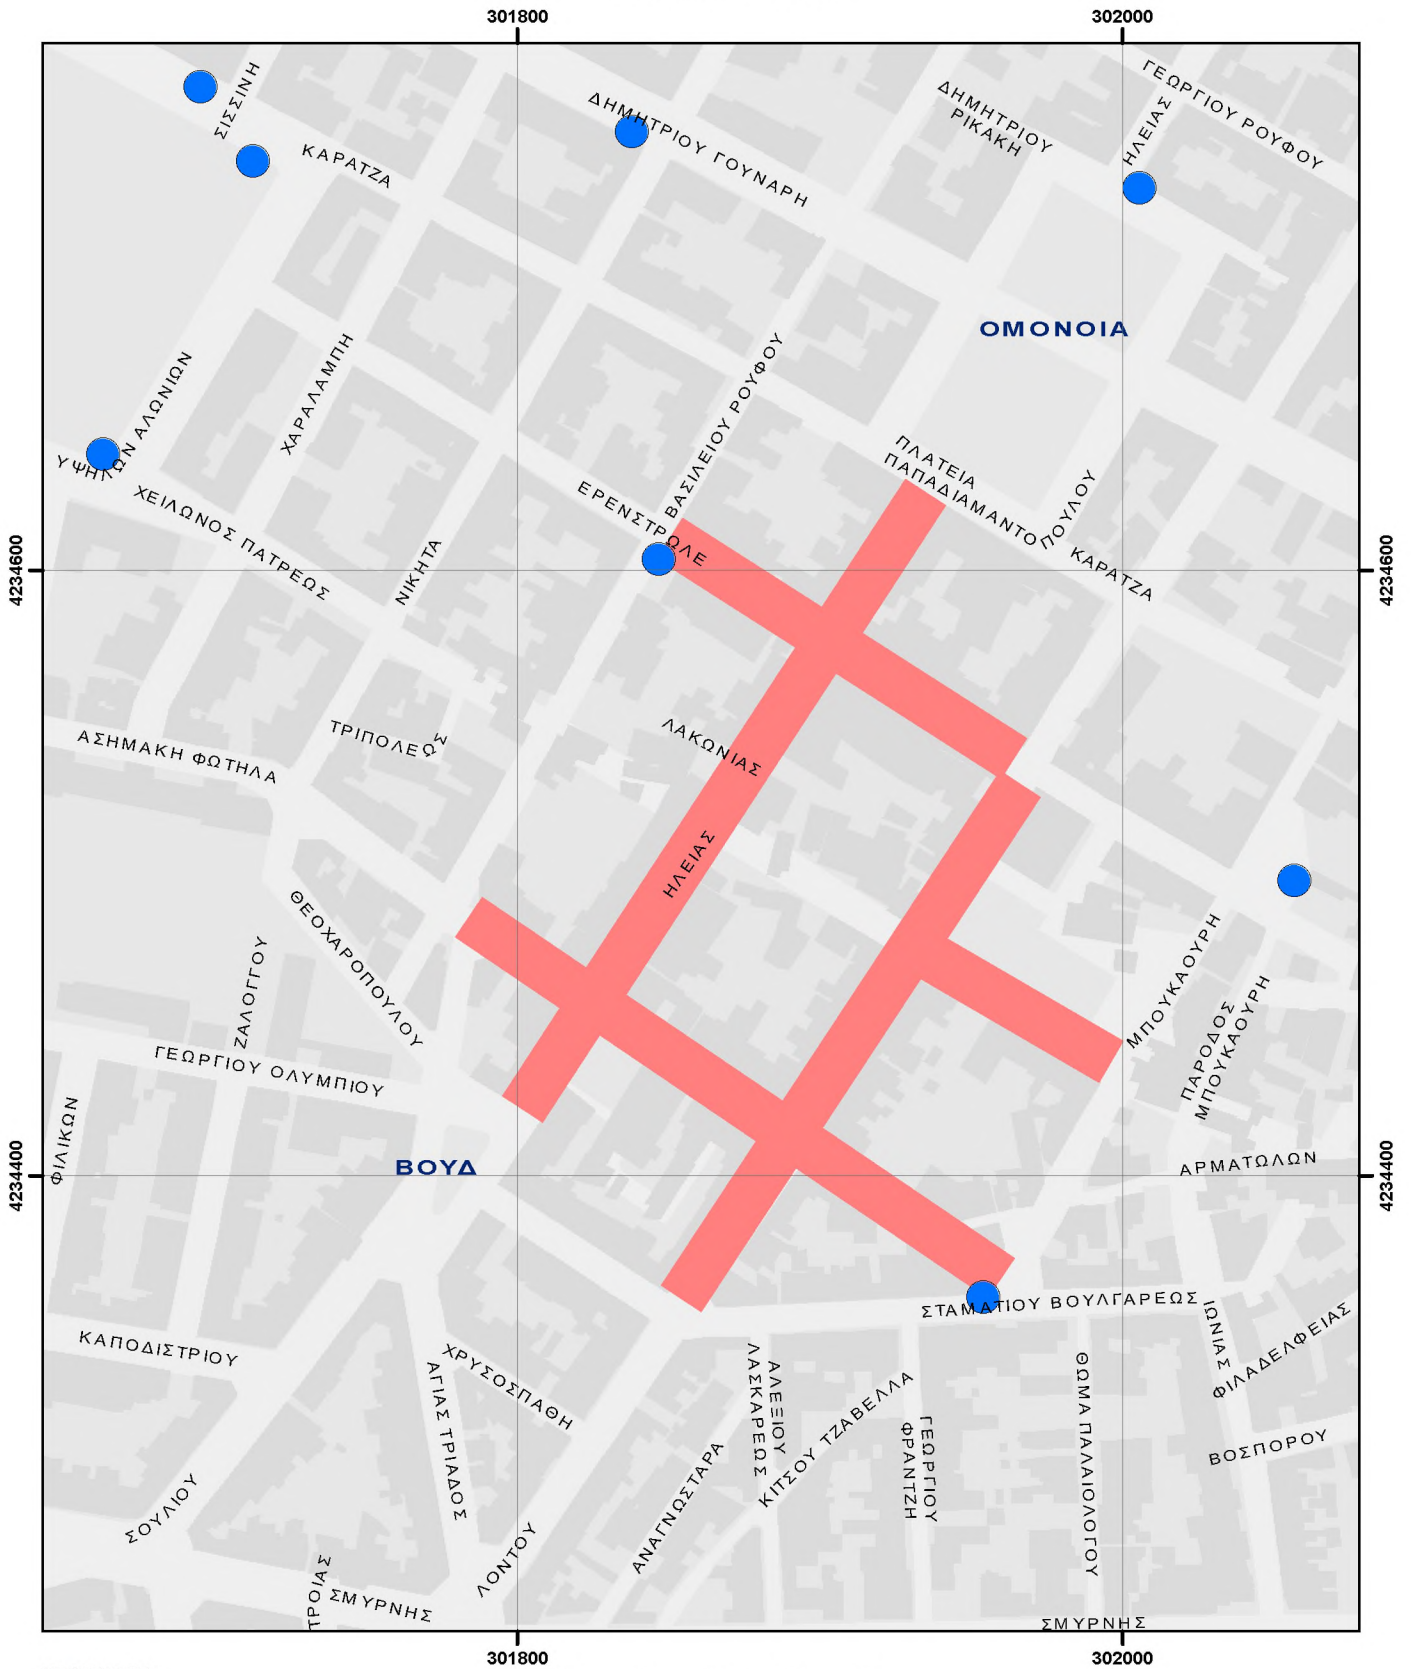 301800
302000
ΣΙΣΣΙΝΗ
ΚΑΡΑΤΖΑ
ΔΗΜΗΤΡΙΟΥ ΓΟΥΝΑΡΗ
ΔΗΜΗΤΡΙΟΥ
ΡΙΚΑΚΗ
ΗΛΕΙΑΣ
ΓΕΩΡΓΙΟΥ ΡΟΥΦΟΥ
ΟΜΟΝΟΙΑ
ΥΨΗΛΩΝ ΑΛΩΝΙΩΝ
ΧΑΡΑΛΑΜΠΗ
ΒΑΣΙΛΕΙΟΥ ΡΟΥΦΟΥ
ΠΛΑΤΕΙΑ
ΠΑΠΑΔΙΑΜΑΝΤΟΠΟΥΛΟΥ
ΧΕΙΛΩΝΟΣ ΠΑΤΡΕΩΣ
ΝΙΚΗΤΑ
ΕΡΕΝΣΤΡΩΛΕ
ΚΑΡΑΤΖΑ
4234600
4234600
ΑΣΗΜΑΚΗ ΦΩΤΗΛΑ
ΤΡΙΠΟΛΕΩΣ
ΛΑΚΩΝΙΑΣ
ΗΛΕΙΑΣ
ΘΕΟΧΑΡΟΠΟΥΛΟΥ
ΖΑΛΟΓΓΟΥ
ΓΕΩΡΓΙΟΥ ΟΛΥΜΠΙΟΥ
ΜΠΟΥΚΑΟΥΡΗ
ΠΑΡΟΔΟΣ
ΜΠΟΥΚΑΟΥΡΗ
ΦΙΛΙΚΩΝ
ΒΟΥΔ
ΑΡΜΑΤΩΛΩΝ
4234400
4234400
ΣΤΑΜΑΤΙΟΥ ΒΟΥΛΓΑΡΕΩΣ
ΙΩΝΙΑΣ
ΦΙΛΑΔΕΛΦΕΙΑΣ
ΚΑΠΟΔΙΣΤΡΙΟΥ
ΧΡΥΣΟΣΠΑΘΗ
ΑΓΙΑΣ ΤΡΙΑΔΟΣ
ΑΛΕΞΙΟΥ
ΛΑΣΚΑΡΕΩΣ
ΚΙΤΣΟΥ ΤΖΑΒΕΛΛΑ
ΓΕΩΡΓΙΟΥ
ΦΡΑΝΤΖΗ
ΘΩΜΑ ΠΑΛΑΙΟΛΟΓΟΥ
ΒΟΣΠΟΡΟΥ
ΣΟΥΛΙΟΥ
ΛΟΝΤΟΥ
ΑΝΑΓΝΩΣΤΑΡΑ
ΤΡΟΙΑΣ
ΣΜΥΡΝΗΣ
ΣΜΥΡΝΗΣ
301800
302000